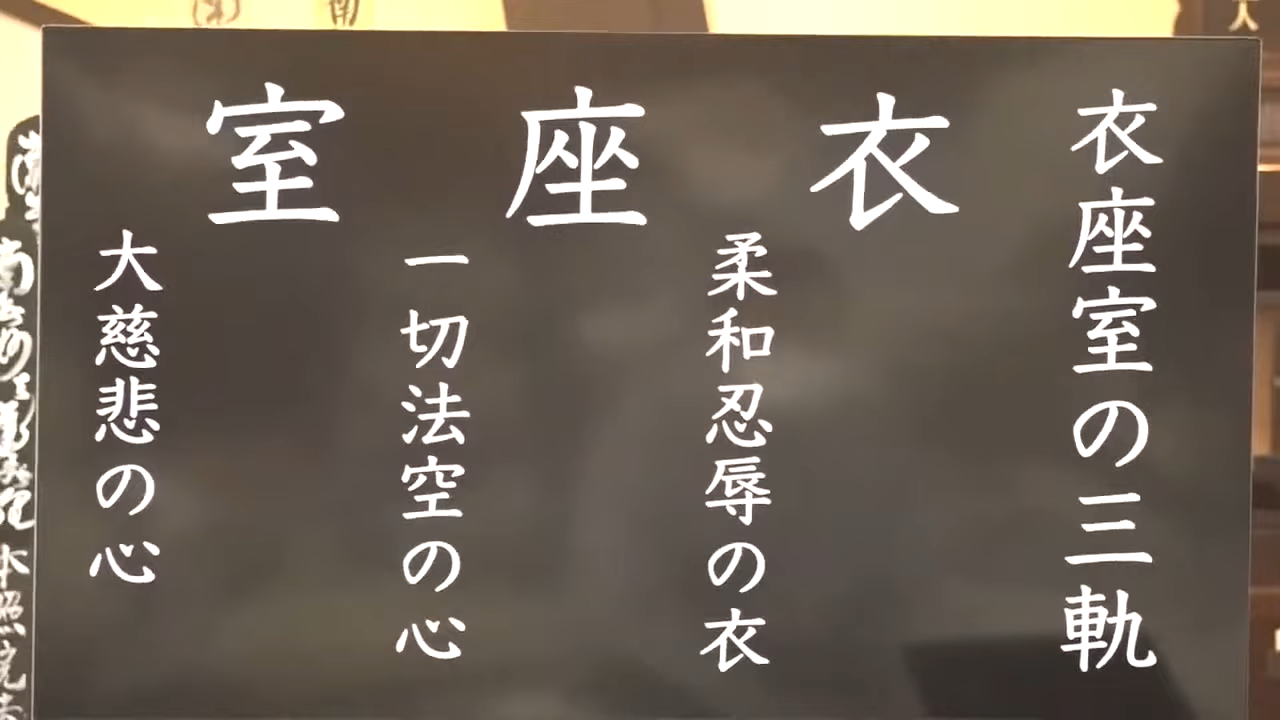 衣座室の三軌
衣
柔和忍辱の衣
座
一切法空の心
室
大慈悲の心